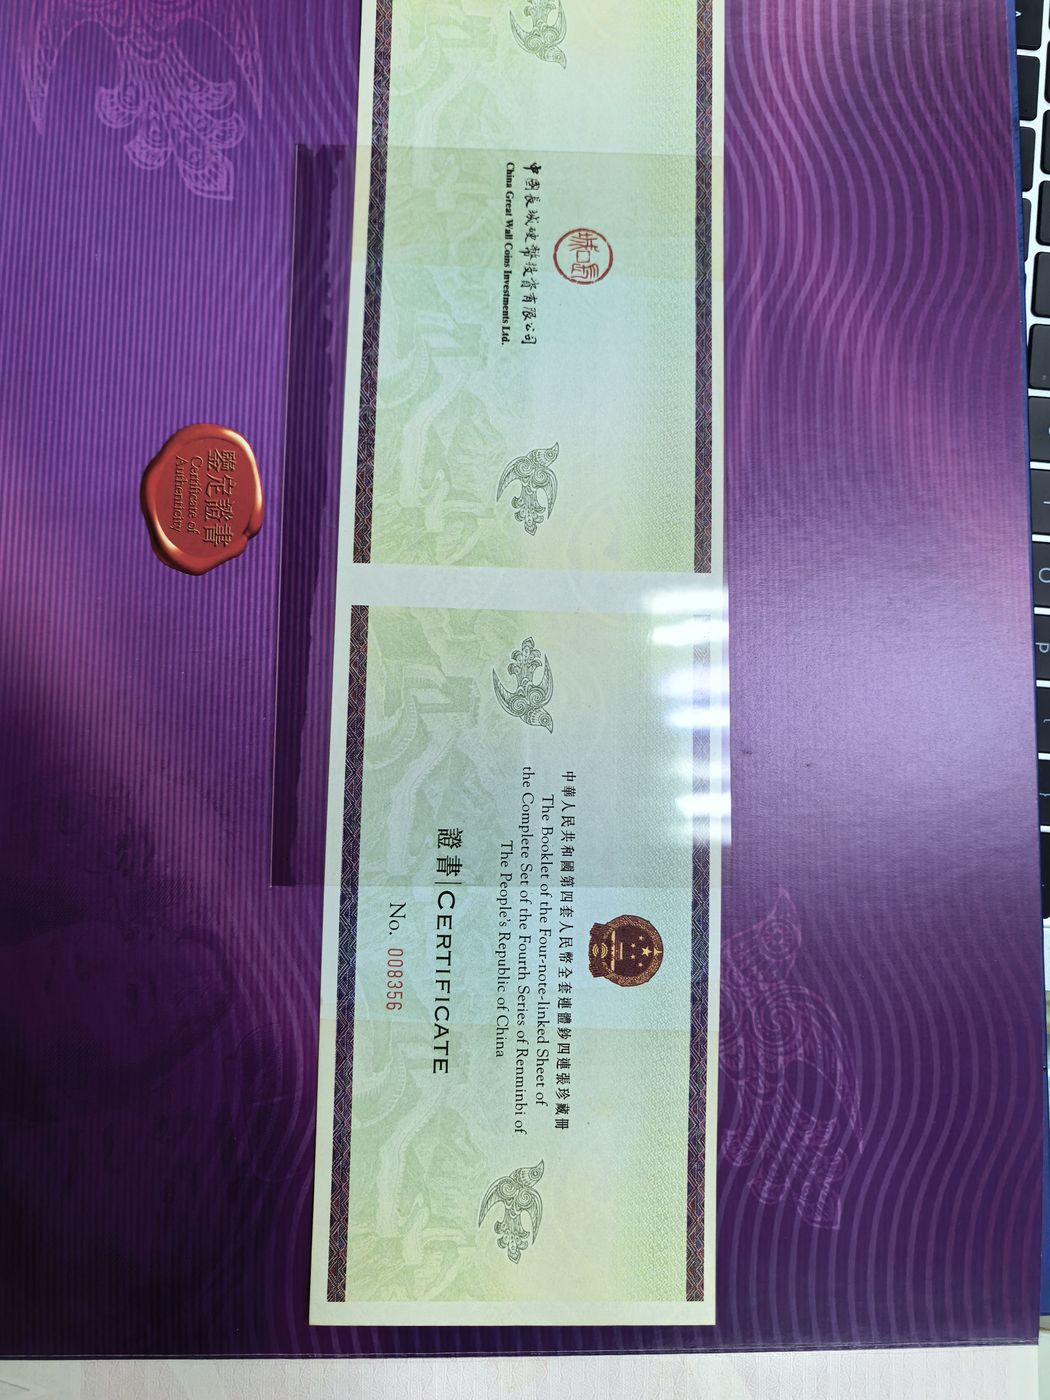 中國長城硬幣投資有限公司
China Great Wall Coins Investments Ltd.
鑒定證書
Certificate of
Authenticity
中華人民共和國第四套人民幣全套連體鈔四連張珍藏冊
The Booklet of the Four-note-linked Sheet of
the Complete Set of the Fourth Series of Renminbi of
The People's Republic of China
證書|CERTIFICATE
No. 008356